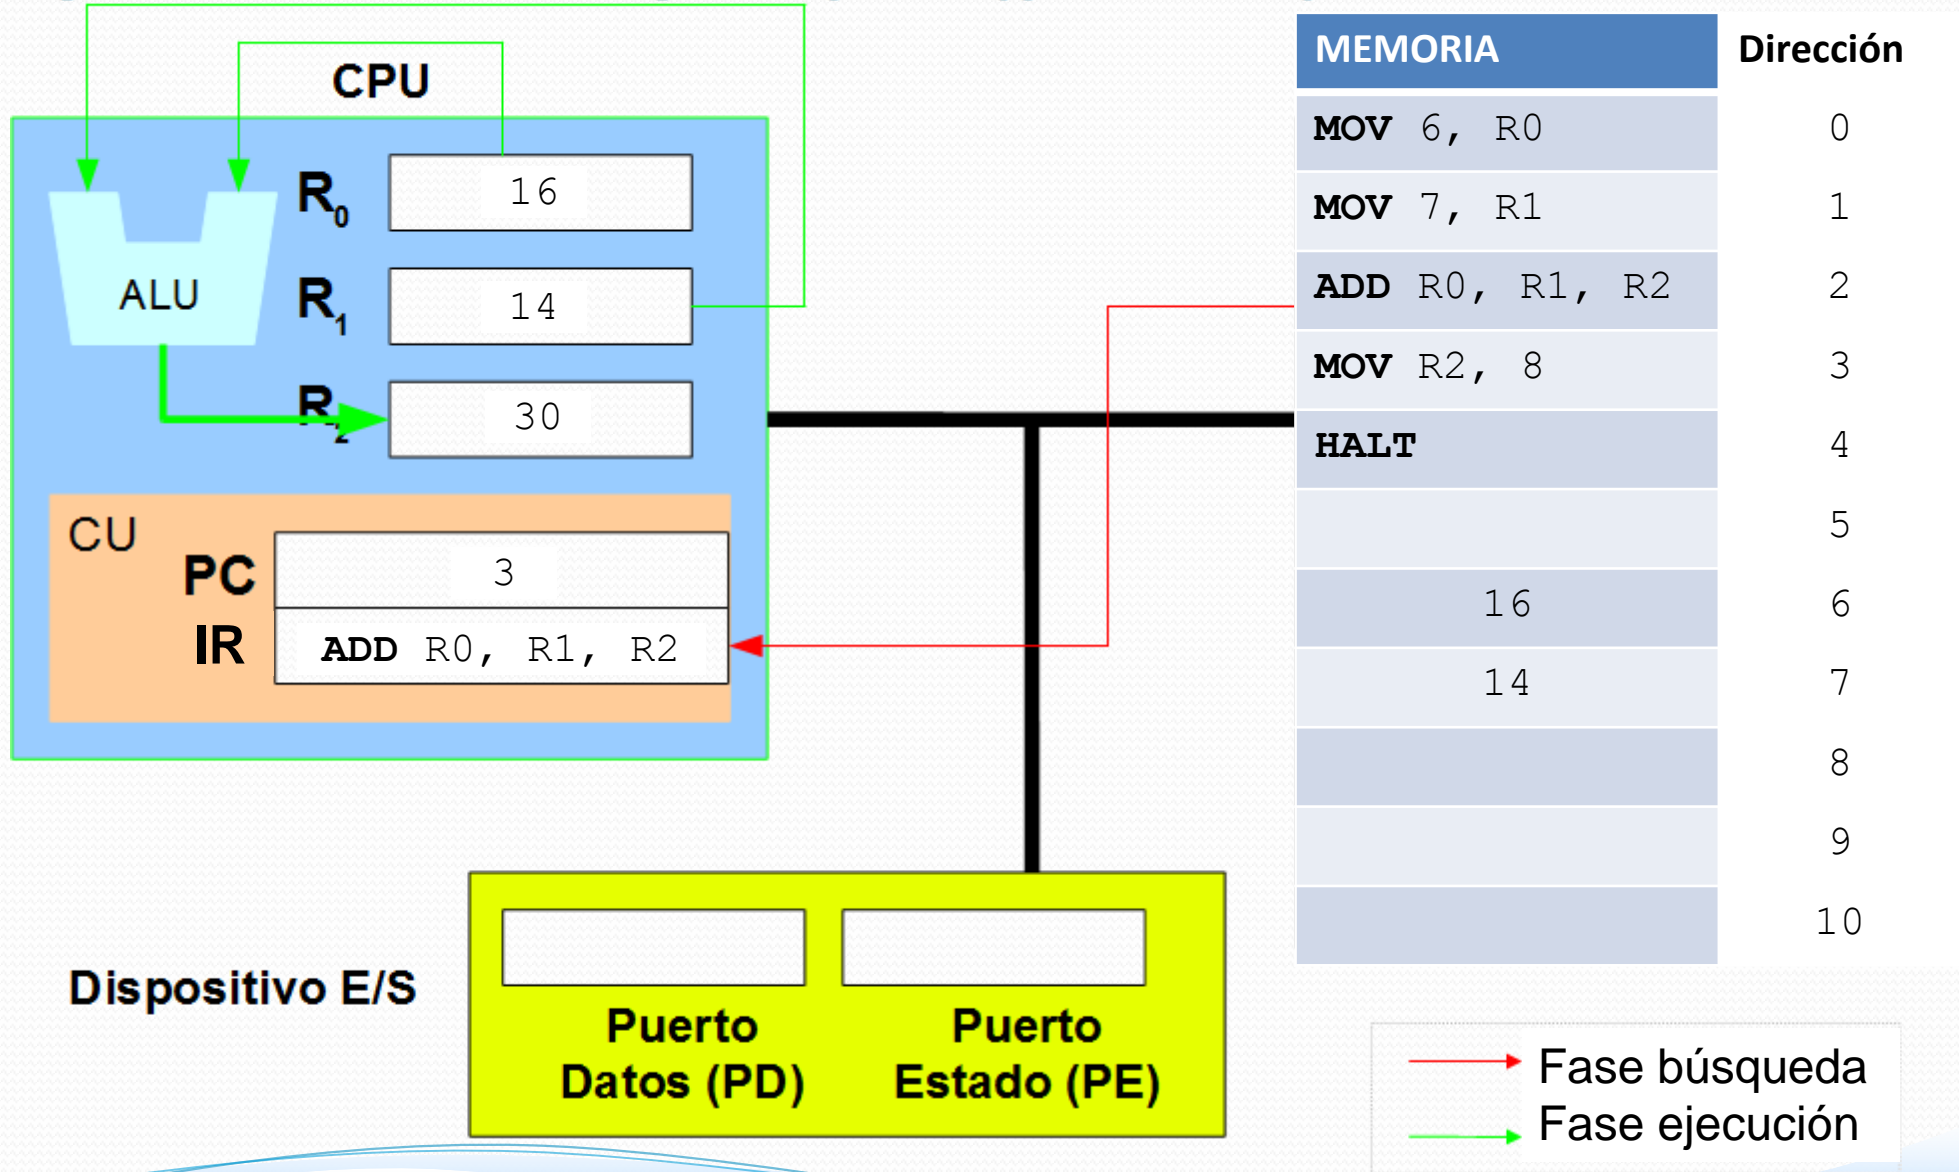 CPU
R0 16
ALU
R1 14
R2 30
CU
PC 3
IR ADD R0, R1, R2
MEMORIA Dirección
MOV 6, R0 0
MOV 7, R1 1
ADD R0, R1, R2 2
MOV R2, 8 3
HALT 4
5
16 6
14 7
8
9
10
Dispositivo E/S
Puerto
Datos (PD)
Puerto
Estado (PE)
Fase búsqueda
Fase ejecución